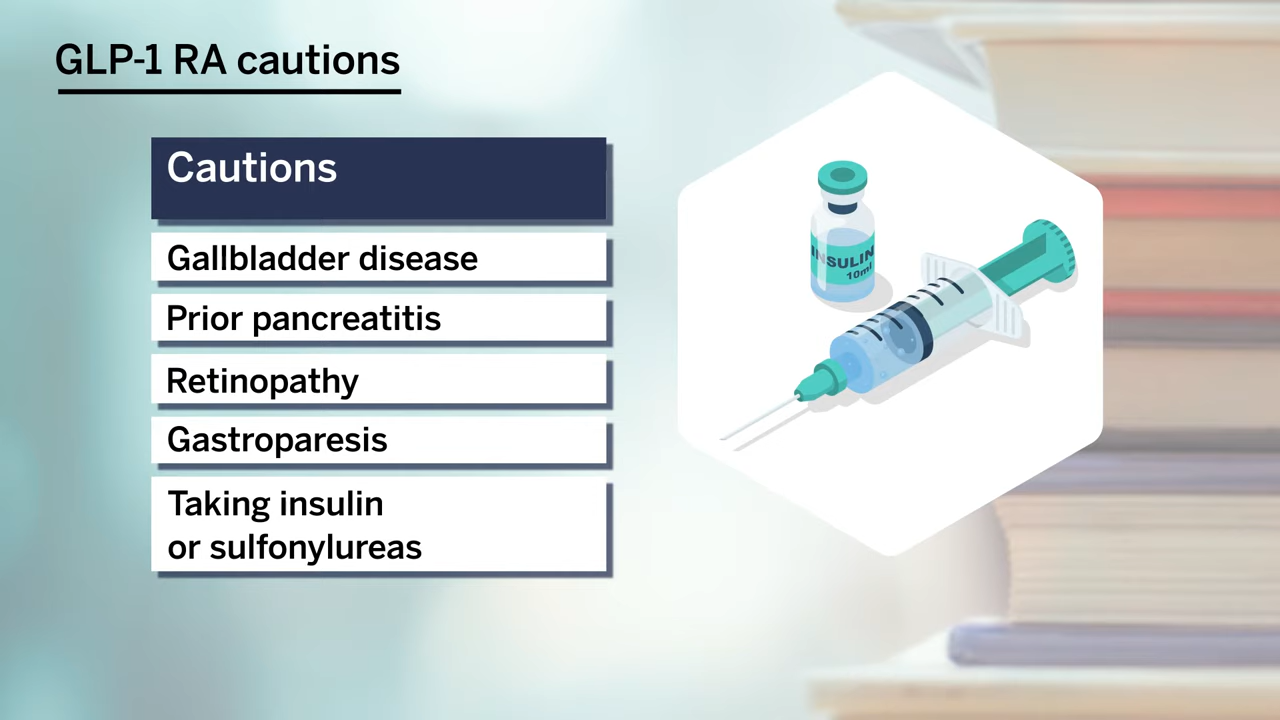 GLP-1 RA cautions
Cautions
Gallbladder disease
Prior pancreatitis
Retinopathy
Gastroparesis
Taking insulin
or sulfonylureas
INSULIN
10ml